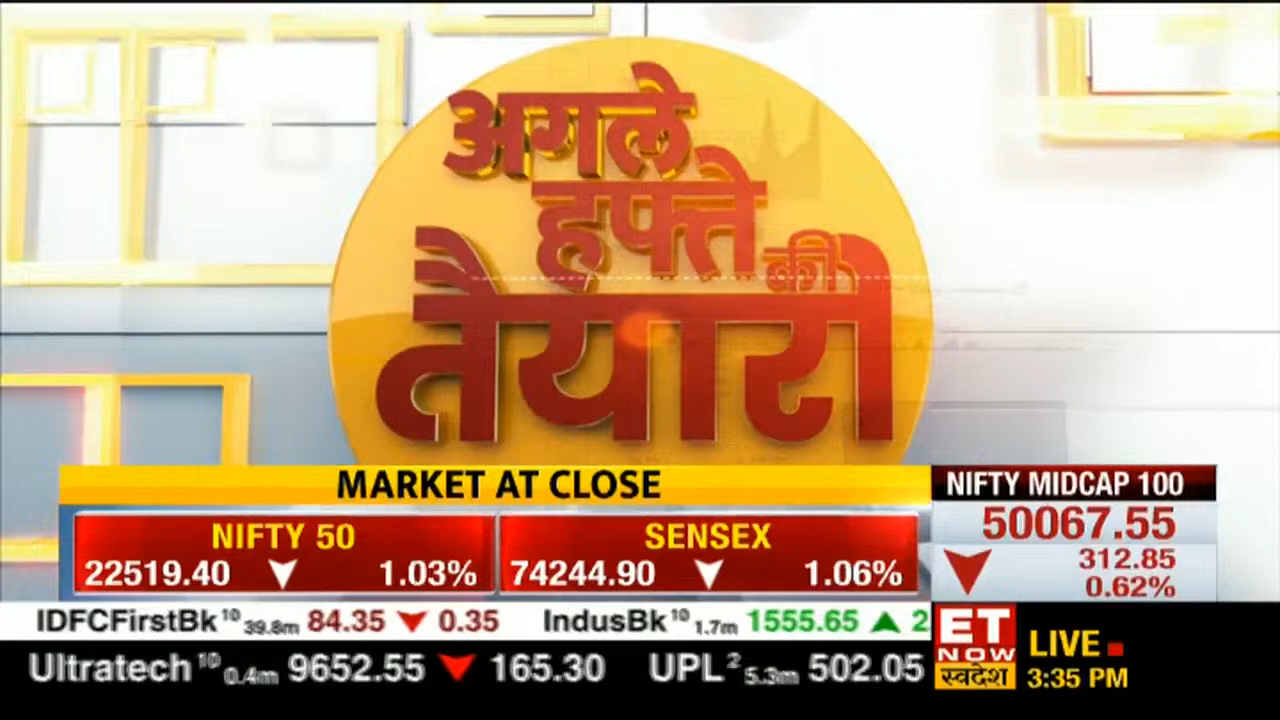 अगले
हफ्ते
की
तैयारी
MARKET AT CLOSE
NIFTY 50
22519.40 1.03%
SENSEX
74244.90 1.06%
NIFTY MIDCAP 100
50067.55
312.85
0.62%
IDFCFirstBk 10 39.8m 84.35 0.35 IndusBk 10 1.7m 1555.65 2
Ultratech 10 0.4m 9652.55 165.30 UPL 2 5.3m 502.05
ET
NOW
स्वदेश
LIVE
3:35 PM